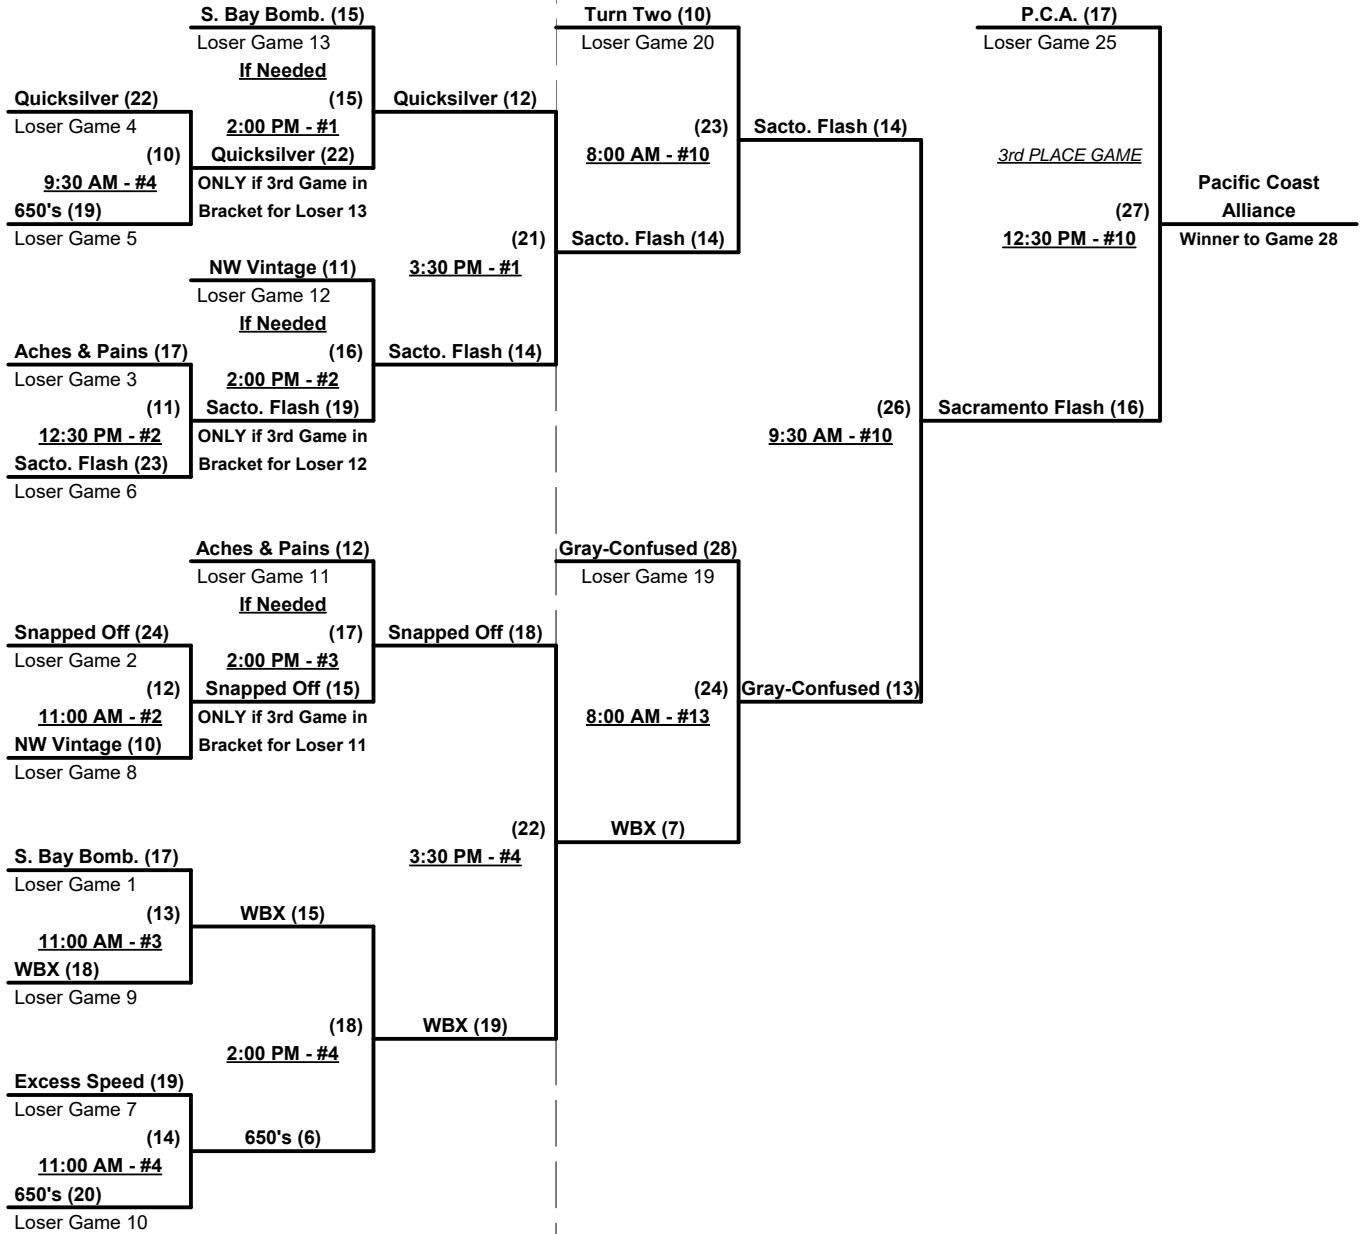 S. Bay Bomb. (15)
Turn Two (10)
P.C.A. (17)
Loser Game 13
Loser Game 20
Loser Game 25
If Needed
Quicksilver (22)
(15)
Quicksilver (12)
Loser Game 4
2:00 PM - #1
(23)
Sacto. Flash (14)
(10)
Quicksilver (22)
8:00 AM - #10
3rd PLACE GAME
9:30 AM - #4
ONLY if 3rd Game in
Pacific Coast
650's (19)
Bracket for Loser 13
(27)
Alliance
Loser Game 5
(21)
Sacto. Flash (14)
12:30 PM - #10
Winner to Game 28
NW Vintage (11)
3:30 PM - #1
Loser Game 12
If Needed
Aches & Pains (17)
(16)
Sacto. Flash (14)
Loser Game 3
2:00 PM - #2
(11)
Sacto. Flash (19)
(26)
Sacramento Flash (16)
12:30 PM - #2
ONLY if 3rd Game in
9:30 AM - #10
Sacto. Flash (23)
Bracket for Loser 12
Loser Game 6
Aches & Pains (12)
Gray-Confused (28)
Loser Game 11
Loser Game 19
If Needed
Snapped Off (24)
(17)
Snapped Off (18)
Loser Game 2
2:00 PM - #3
(12)
Snapped Off (15)
(24)
Gray-Confused (13)
11:00 AM - #2
ONLY if 3rd Game in
8:00 AM - #13
NW Vintage (10)
Bracket for Loser 11
Loser Game 8
(22)
WBX (7)
S. Bay Bomb. (17)
3:30 PM - #4
Loser Game 1
(13)
WBX (15)
11:00 AM - #3
WBX (18)
Loser Game 9
(18)
WBX (19)
2:00 PM - #4
Excess Speed (19)
Loser Game 7
(14)
650's (6)
11:00 AM - #4
650's (20)
Loser Game 10